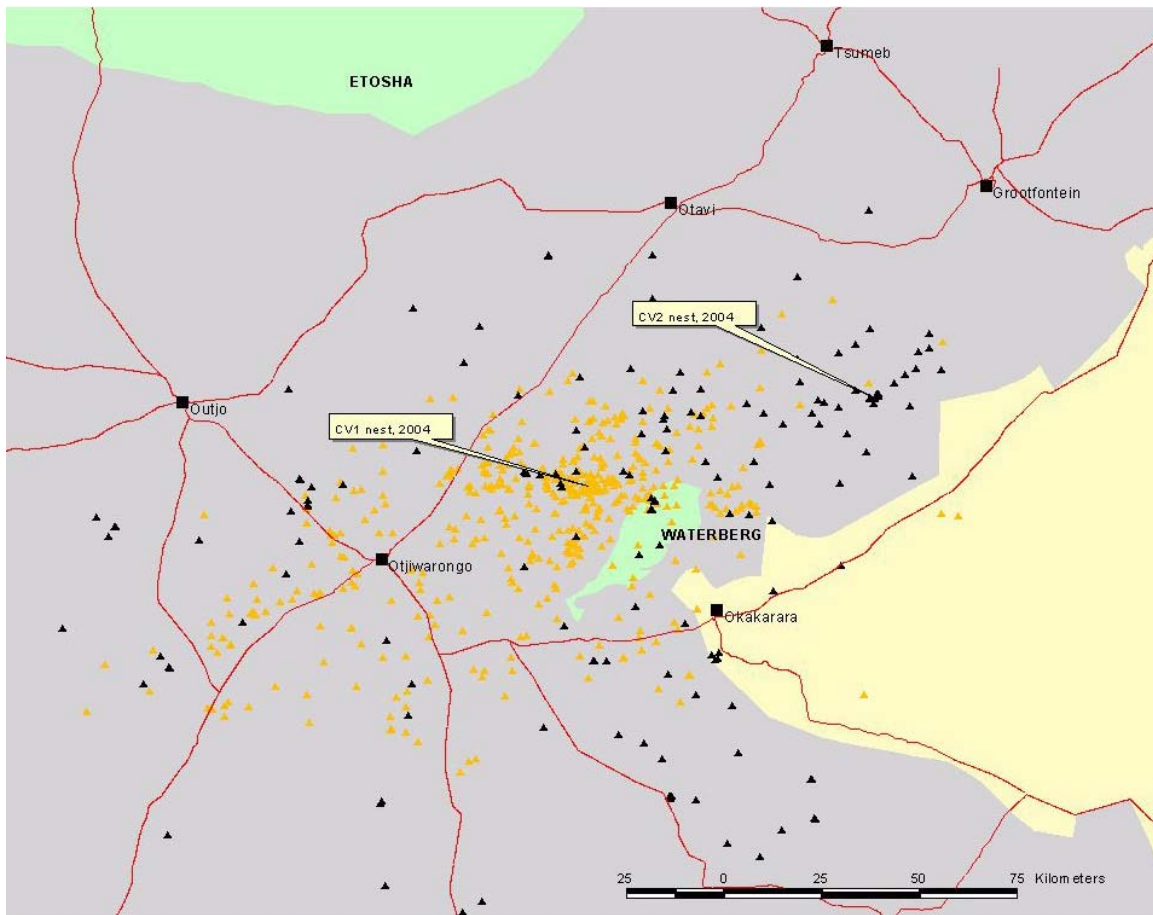 Tsumeb
ETOSHA
Grootfontein
Otavi
CV2 nest, 2004
Outjo
CV1 nest, 2004
WATERBERG
Otjiwarongo
Okakarara
25 0 25 50 75 Kilometers